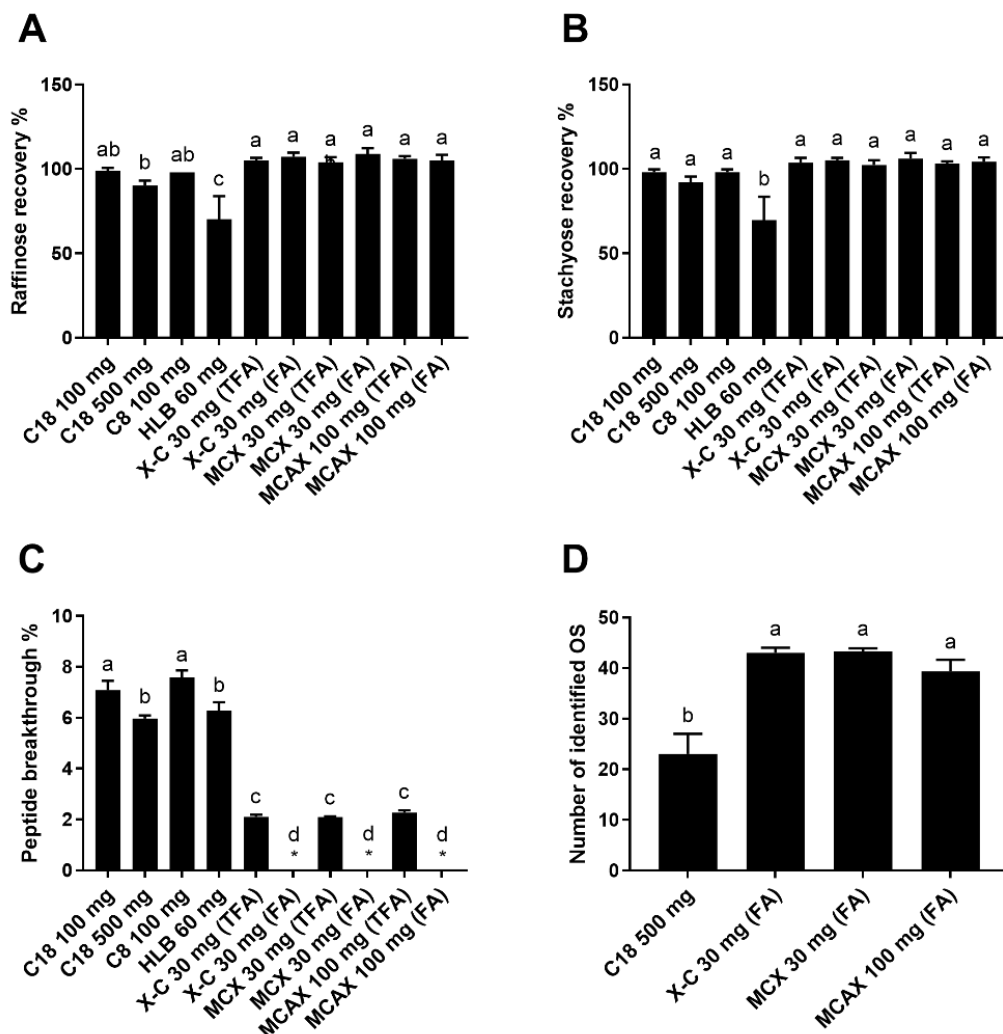 A
Raffinose recovery %
150
100
50
0
ab
b
ab
c
a
a
a
a
a
a
C18 100 mg
C18 500 mg
C8 100 mg
HLB 60 mg
X-C 30 mg (TFA)
X-C 30 mg (FA)
MCX 30 mg (TFA)
MCX 30 mg (FA)
MCAX 100 mg (TFA)
MCAX 100 mg (FA)
B
Stachyose recovery %
150
100
50
0
a
a
a
b
a
a
a
a
a
a
C18 100 mg
C18 500 mg
C8 100 mg
HLB 60 mg
X-C 30 mg (TFA)
X-C 30 mg (FA)
MCX 30 mg (TFA)
MCX 30 mg (FA)
MCAX 100 mg (TFA)
MCAX 100 mg (FA)
C
Peptide breakthrough %
10
8
6
4
2
0
a
b
a
b
c
d
*
c
d
*
c
d
*
C18 100 mg
C18 500 mg
C8 100 mg
HLB 60 mg
X-C 30 mg (TFA)
X-C 30 mg (FA)
MCX 30 mg (TFA)
MCX 30 mg (FA)
MCAX 100 mg (TFA)
MCAX 100 mg (FA)
D
Number of identified OS
50
40
30
20
10
0
b
a
a
a
C18 500 mg
X-C 30 mg (FA)
MCX 30 mg (FA)
MCAX 100 mg (FA)